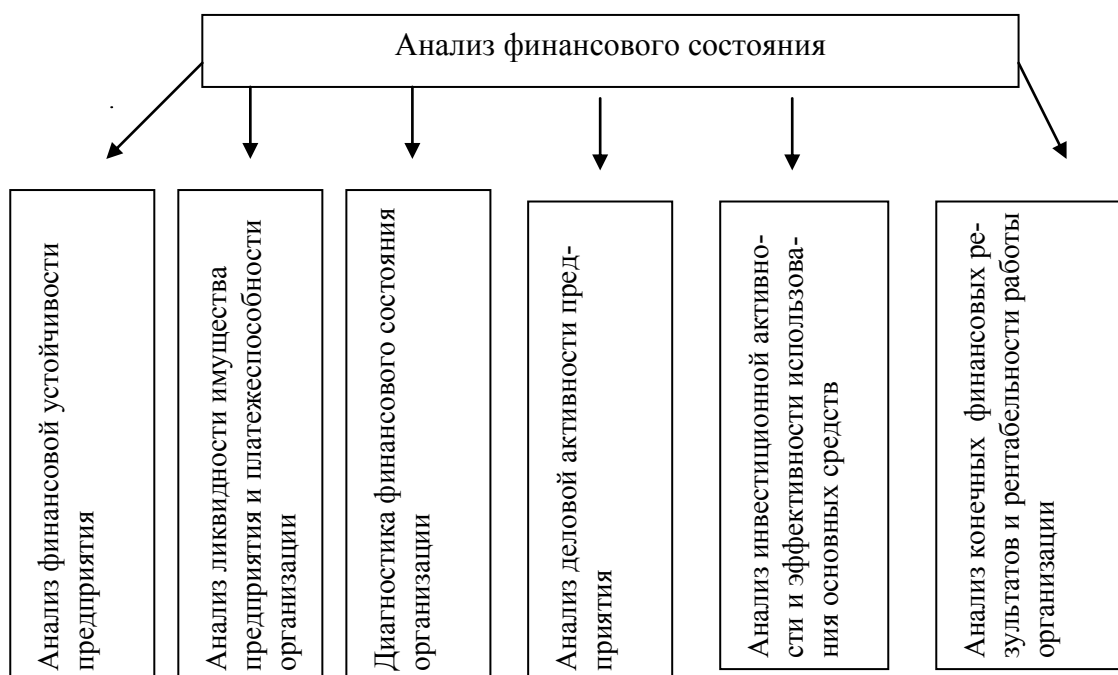 Анализ финансового состояния
Анализ финансовой устойчивости
предприятия
Анализ ликвидности имущества
предприятия и платежеспособности
организации
Диагностика финансового состояния
организации
Анализ деловой активности пред-
приятия
Анализ инвестиционной активно-
сти и эффективности использова-
ния основных средств
Анализ конечных финансовых ре-
зультатов и рентабельности работы
организации